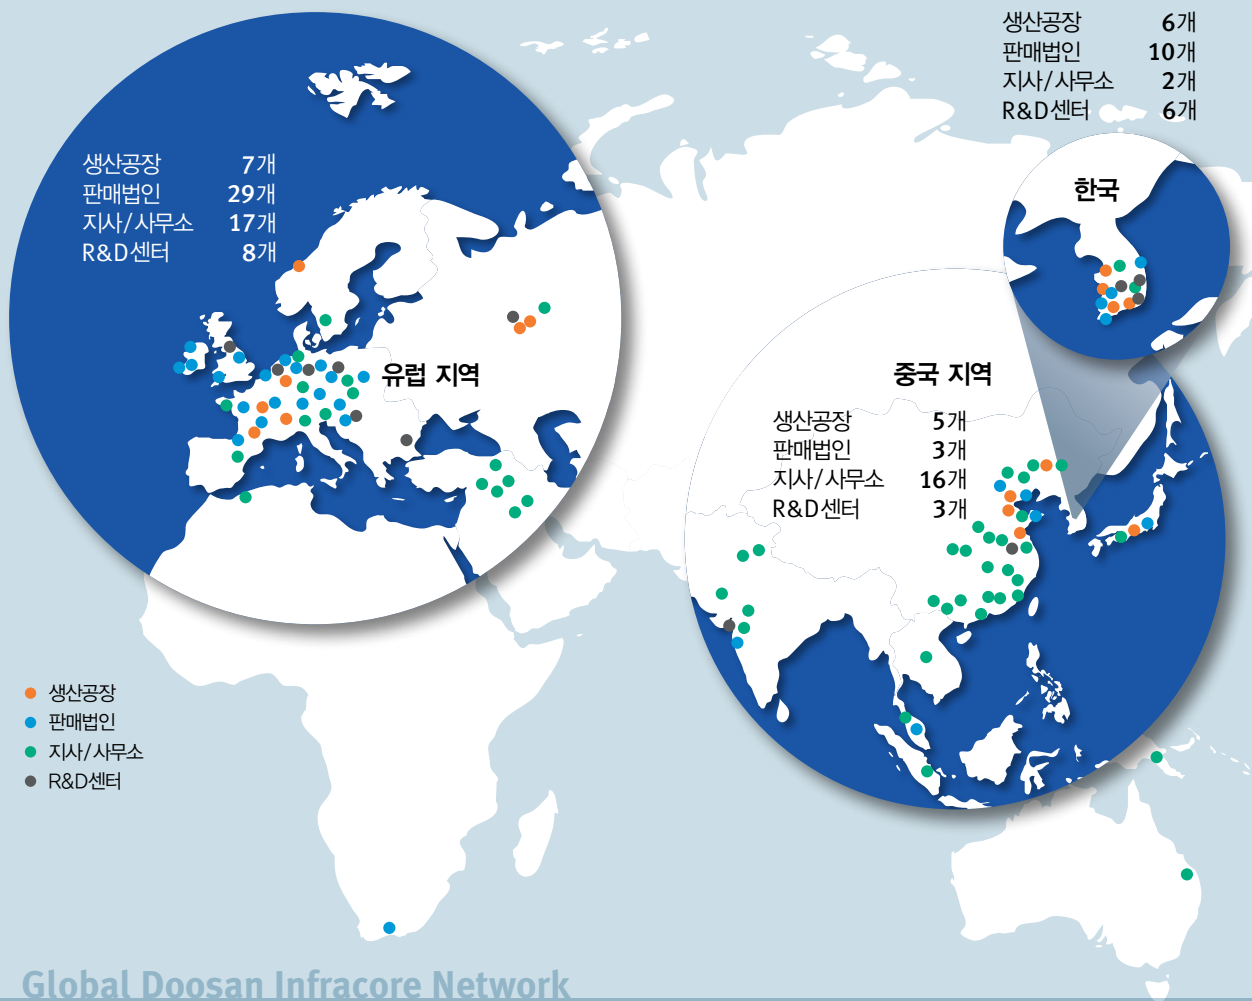 생산공장 6개
판매법인 10개
지사/사무소 2개
R&D센터 6개
한국
생산공장 7개
판매법인 29개
지사/사무소 17개
R&D센터 8개
유럽 지역
중국 지역
생산공장 5개
판매법인 3개
지사/사무소 16개
R&D센터 3개
생산공장
판매법인
지사/사무소
R&D센터
Global Doosan Infracore Network